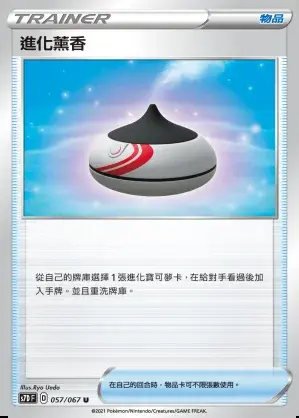 TRAINER 物品
進化薰香
從自己的牌庫選擇1張進化寶可夢卡，在給對手看過後加
入手牌。並且重洗牌庫。
Illus.Ryo Ueda
在自己的回合時，物品卡可不限張數使用。
S7D F 057/067 U
©2021 Pokémon/Nintendo/Creatures/GAME FREAK.